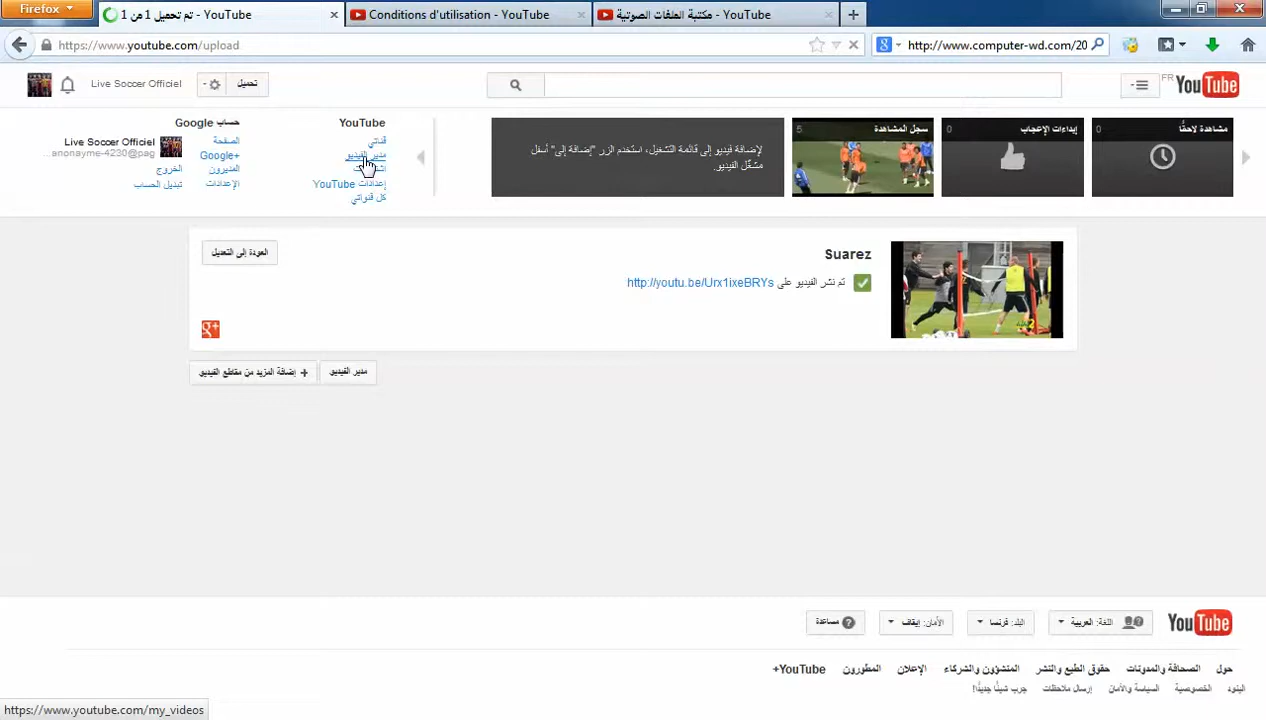 Firefox
تم تحميل 1 من 1 - YouTube
Conditions d'utilisation - YouTube
مكتبة الملفات الصوتية - YouTube
https://www.youtube.com/upload
http://www.computer-wd.com/20
Live Soccer Officiel
تحميل
FR
YouTube
حساب Google
YouTube
Live Soccer Officiel
...anonayme-4230@pag
الصفحة
قناتي
Google+
مدير الفيديو
الخروج
المديرون
تبديل الحساب
الإعدادات
إعدادات YouTube
كل قنواتي
لإضافة فيديو إلى قائمة التشغيل، استخدم الزر "إضافة إلى" أسفل
مشغّل الفيديو.
سجل المشاهدة
5
إبداءات الإعجاب
0
مشاهدة لاحقًا
0
العودة إلى التعديل
Suarez
تم نشر الفيديو على http://youtu.be/Urx1ixeBRYs
g+
مدير الفيديو
إضافة المزيد من مقاطع الفيديو
YouTube
اللغة: العربية
البلد: فرنسا
الأمان: إيقاف
مساعدة
حول
الصحافة والمدونات
حقوق الطبع والنشر
المنشؤون والشركاء
الإعلان
المطورون
YouTube+
البنود
الخصوصية
السياسة والأمان
إرسال ملاحظات
جرب شيئًا جديدًا!
https://www.youtube.com/my_videos